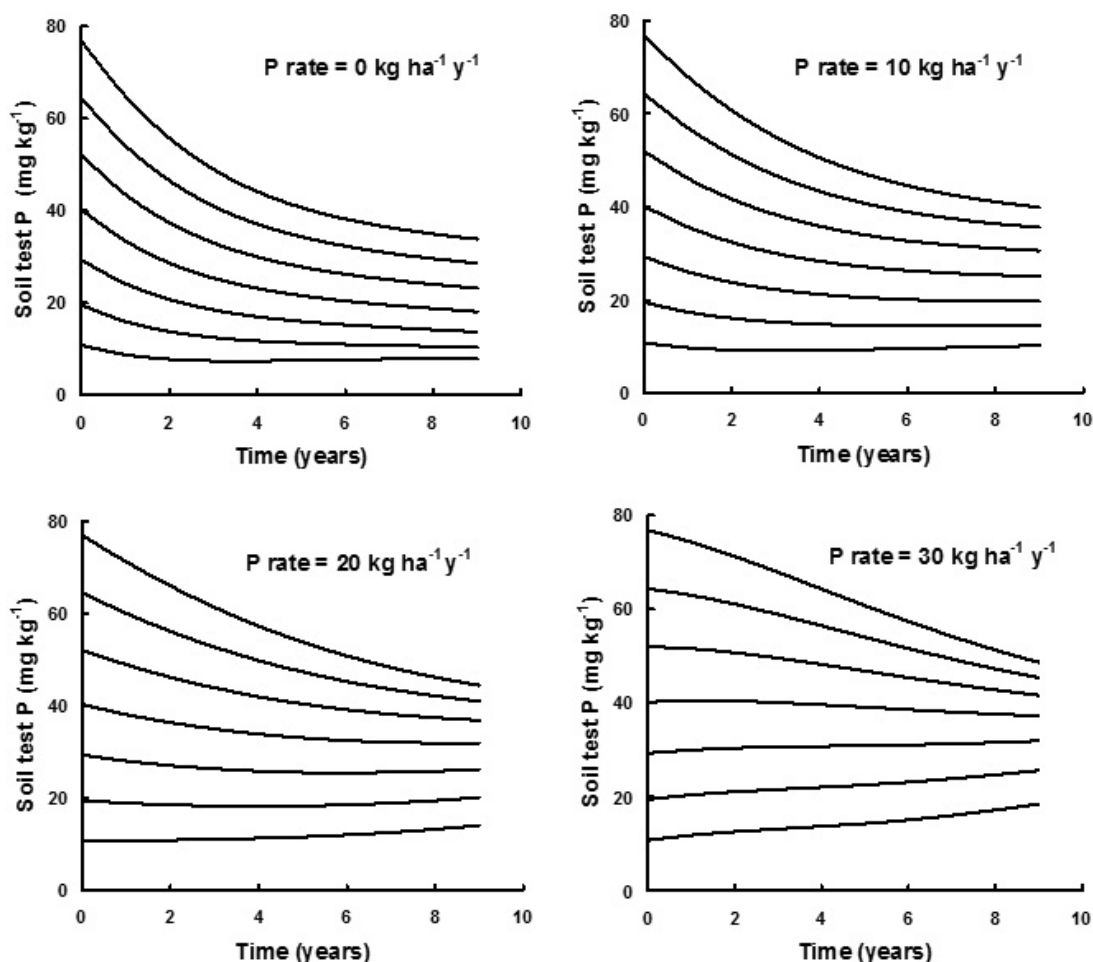 80
P rate = 0 kg ha⁻¹ y⁻¹
60
40
20
0
Soil test P (mg kg⁻¹)
0 2 4 6 8 10
Time (years)
80
P rate = 10 kg ha⁻¹ y⁻¹
60
40
20
0
Soil test P (mg kg⁻¹)
0 2 4 6 8 10
Time (years)
80
P rate = 20 kg ha⁻¹ y⁻¹
60
40
20
0
Soil test P (mg kg⁻¹)
0 2 4 6 8 10
Time (years)
80
P rate = 30 kg ha⁻¹ y⁻¹
60
40
20
0
Soil test P (mg kg⁻¹)
0 2 4 6 8 10
Time (years)